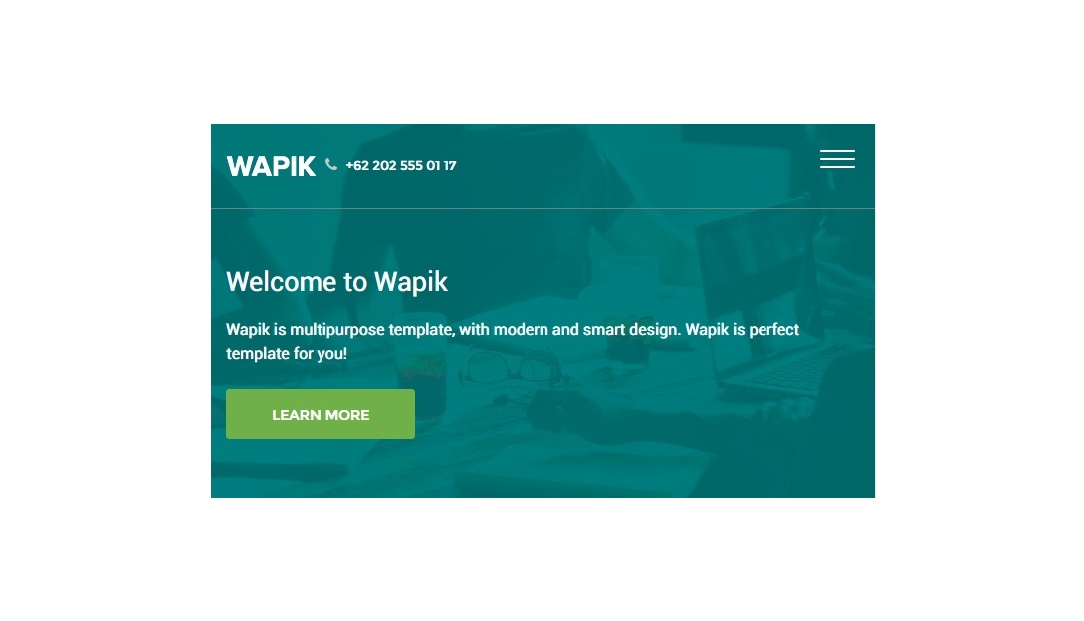 WAPIK +62 202 555 01 17
Welcome to Wapik
Wapik is multipurpose template, with modern and smart design. Wapik is perfect
template for you!
LEARN MORE